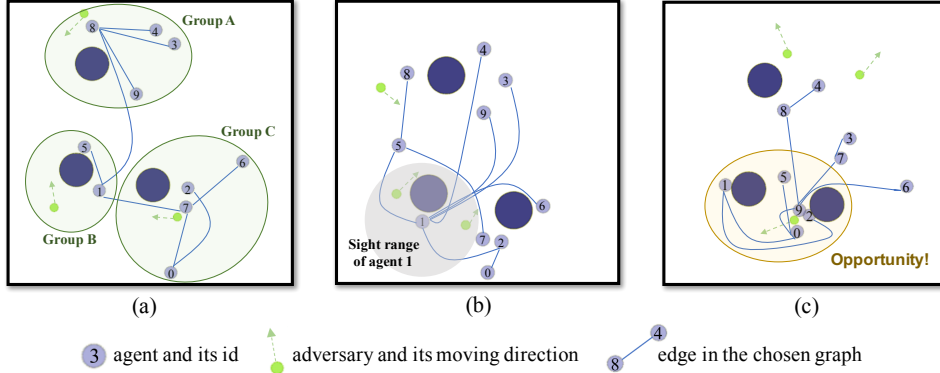 Group A
8
4
3
9
Group B
5
1
Group C
6
2
7
0
(a)
8
4
3
9
5
1
6
7
2
0
Sight range
of agent 1
(b)
4
8
3
7
5
1
6
9
2
0
Opportunity!
(c)
3 agent and its id
adversary and its moving direction
4
8
edge in the chosen graph